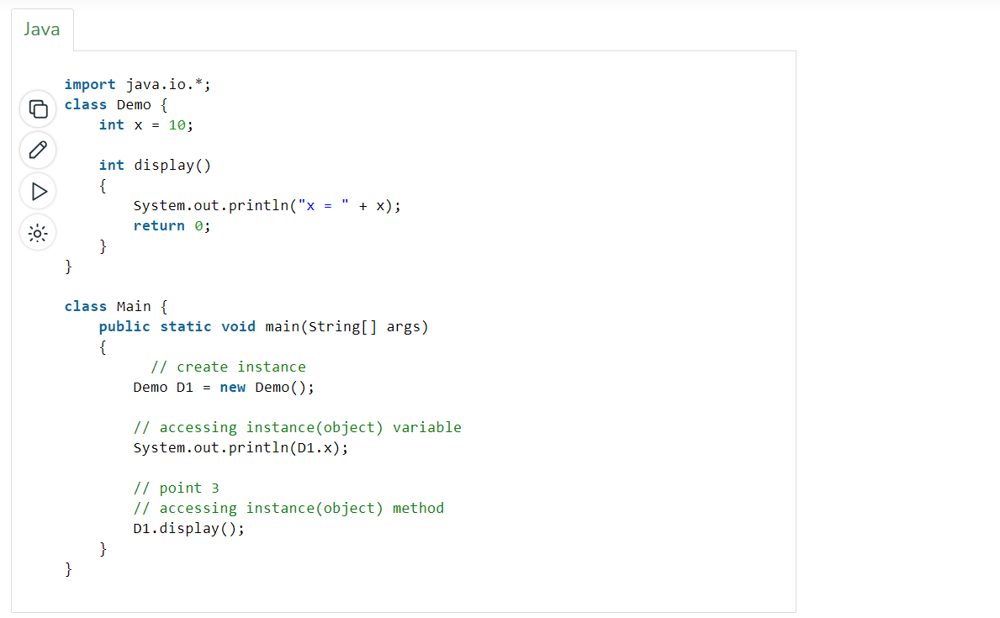 Java
import java.io.*;
class Demo {
    int x = 10;
    int display()
    {
        System.out.println("x = " + x);
        return 0;
    }
}
class Main {
    public static void main(String[] args)
    {
          // create instance
        Demo D1 = new Demo();
        // accessing instance(object) variable
        System.out.println(D1.x);
        // point 3
        // accessing instance(object) method
        D1.display();
    }
}